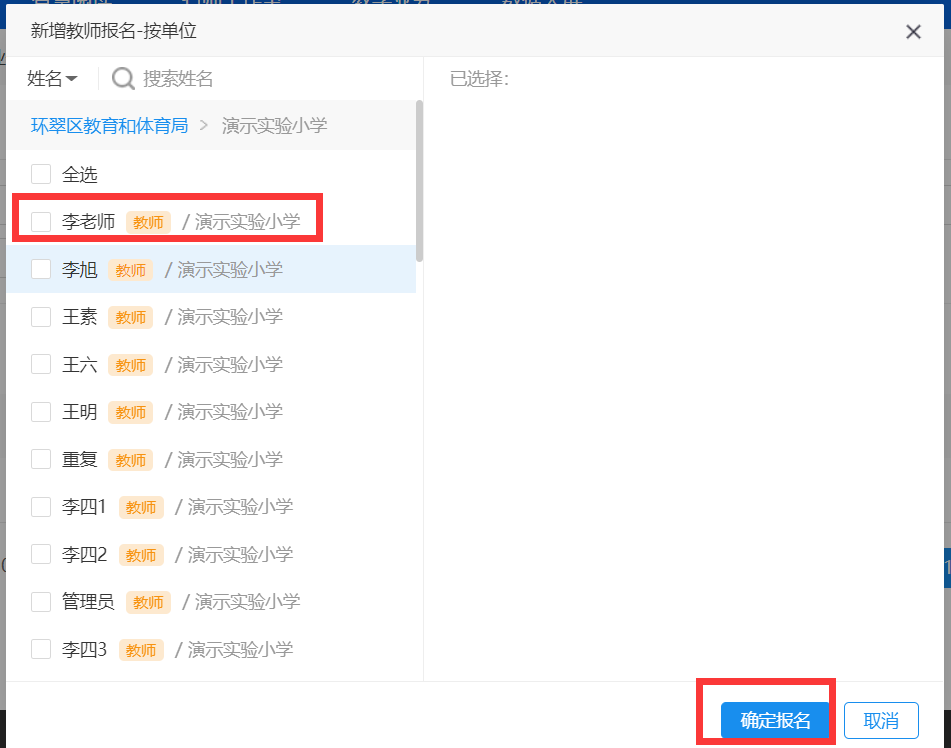 新增教师报名-按单位
姓名
搜索姓名
已选择:
环翠区教育和体育局 > 演示实验小学
全选
李老师 教师 / 演示实验小学
李旭 教师 / 演示实验小学
王素 教师 / 演示实验小学
王六 教师 / 演示实验小学
王明 教师 / 演示实验小学
重复 教师 / 演示实验小学
李四1 教师 / 演示实验小学
李四2 教师 / 演示实验小学
管理员 教师 / 演示实验小学
李四3 教师 / 演示实验小学
确定报名 取消